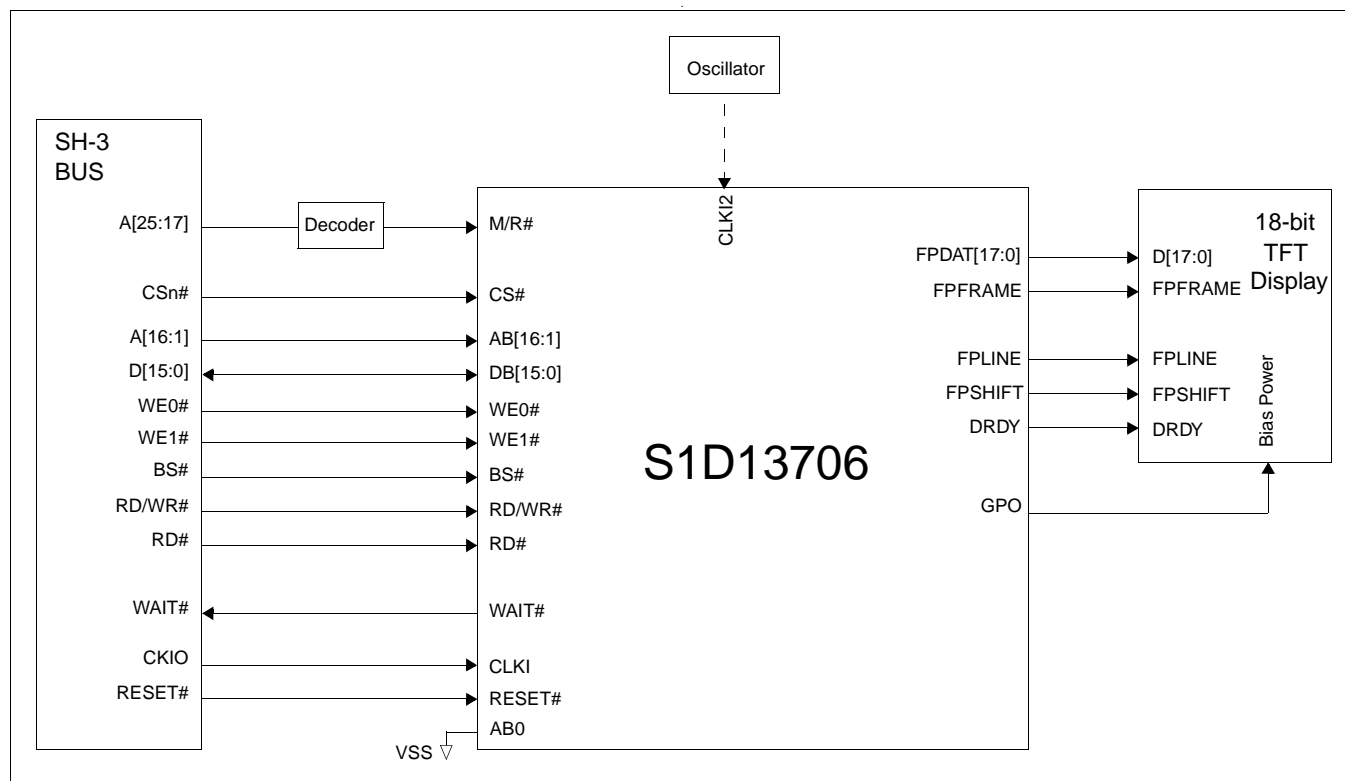 Oscillator
SH-3
BUS
A[25:17]
Decoder
M/R#
CLKI2
CSn#
CS#
A[16:1]
AB[16:1]
D[15:0]
DB[15:0]
WE0#
WE0#
WE1#
WE1#
BS#
BS#
RD/WR#
RD/WR#
RD#
RD#
WAIT#
WAIT#
CKIO
CLKI
RESET#
RESET#
AB0
VSS
S1D13706
FPDAT[17:0]
FPFRAME
FPLINE
FPSHIFT
DRDY
GPO
18-bit
TFT
Display
D[17:0]
FPFRAME
FPLINE
FPSHIFT
DRDY
Bias Power